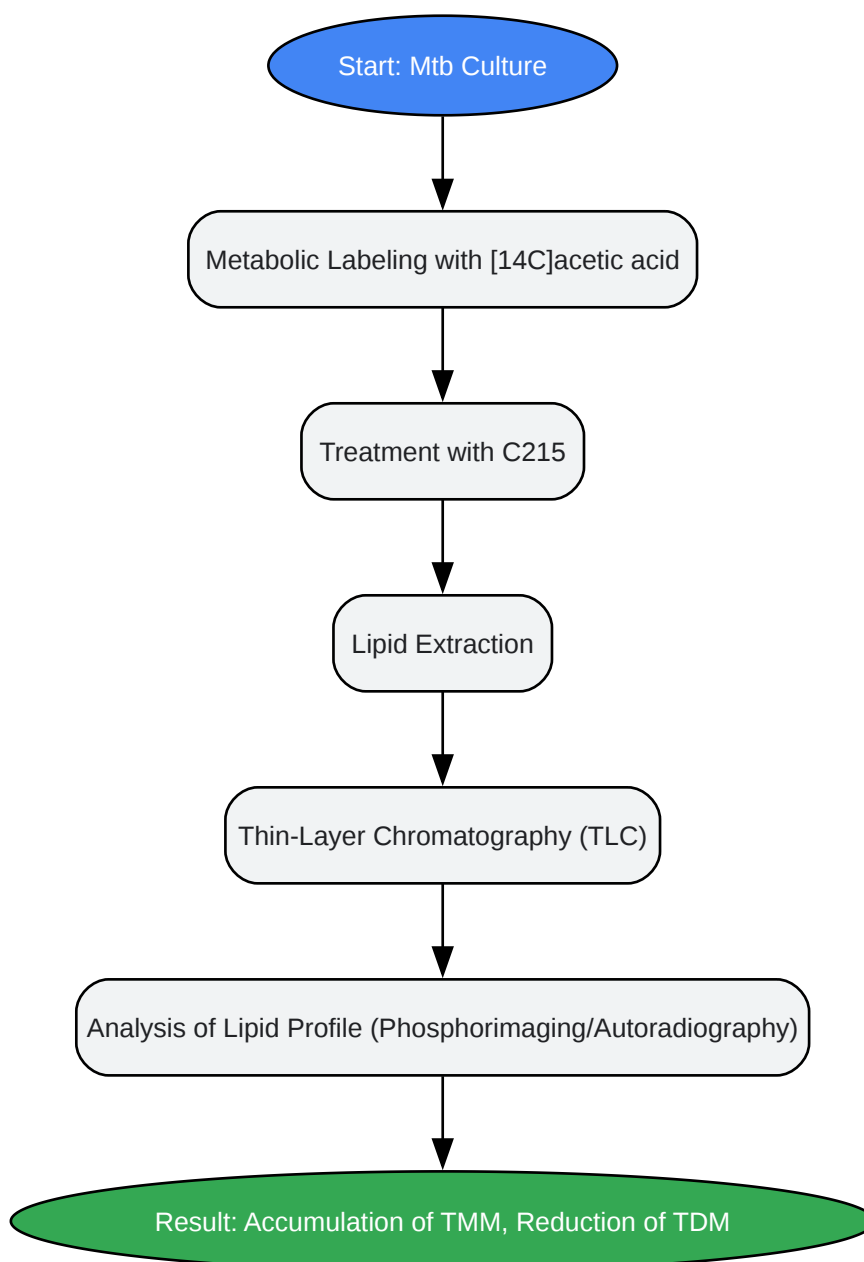 Start: Mtb Culture
Metabolic Labeling with [14C]acetic acid
Treatment with C215
Lipid Extraction
Thin-Layer Chromatography (TLC)
Analysis of Lipid Profile (Phosphorimaging/Autoradiography)
Result: Accumulation of TMM, Reduction of TDM